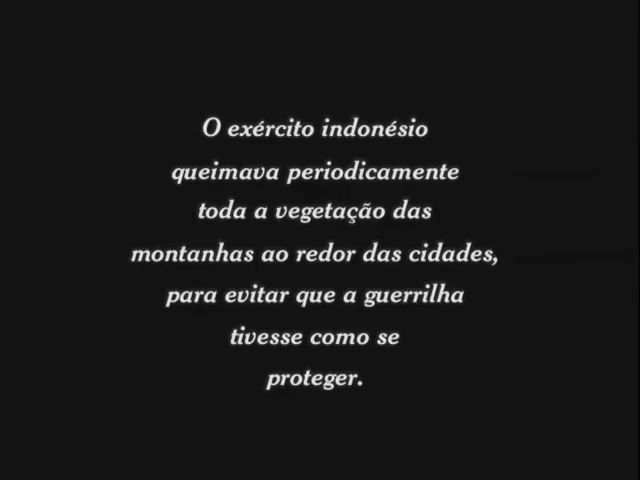 O exército indonésio
queimava periodicamente
toda a vegetação das
montanhas ao redor das cidades,
para evitar que a guerrilha
tivesse como se
proteger.